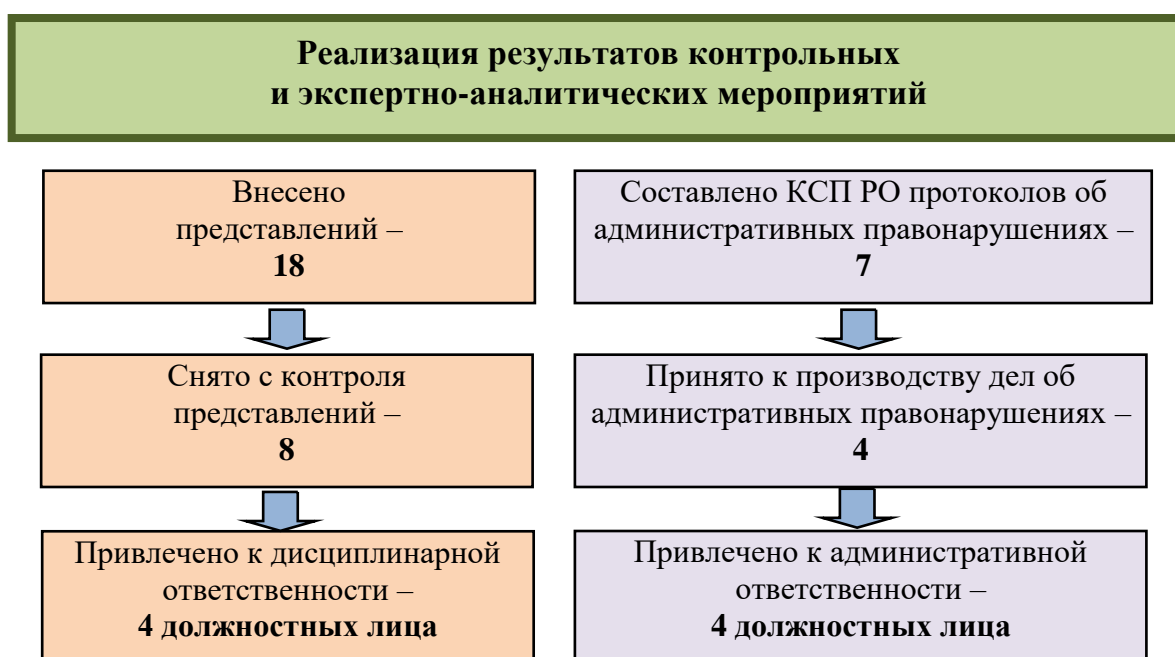 Реализация результатов контрольных
и экспертно-аналитических мероприятий
Внесено
представлений –
18
Снято с контроля
представлений –
8
Привлечено к дисциплинарной
ответственности –
4 должностных лица
Составлено КСП РО протоколов об
административных правонарушениях –
7
Принято к производству дел об
административных правонарушениях –
4
Привлечено к административной
ответственности –
4 должностных лица